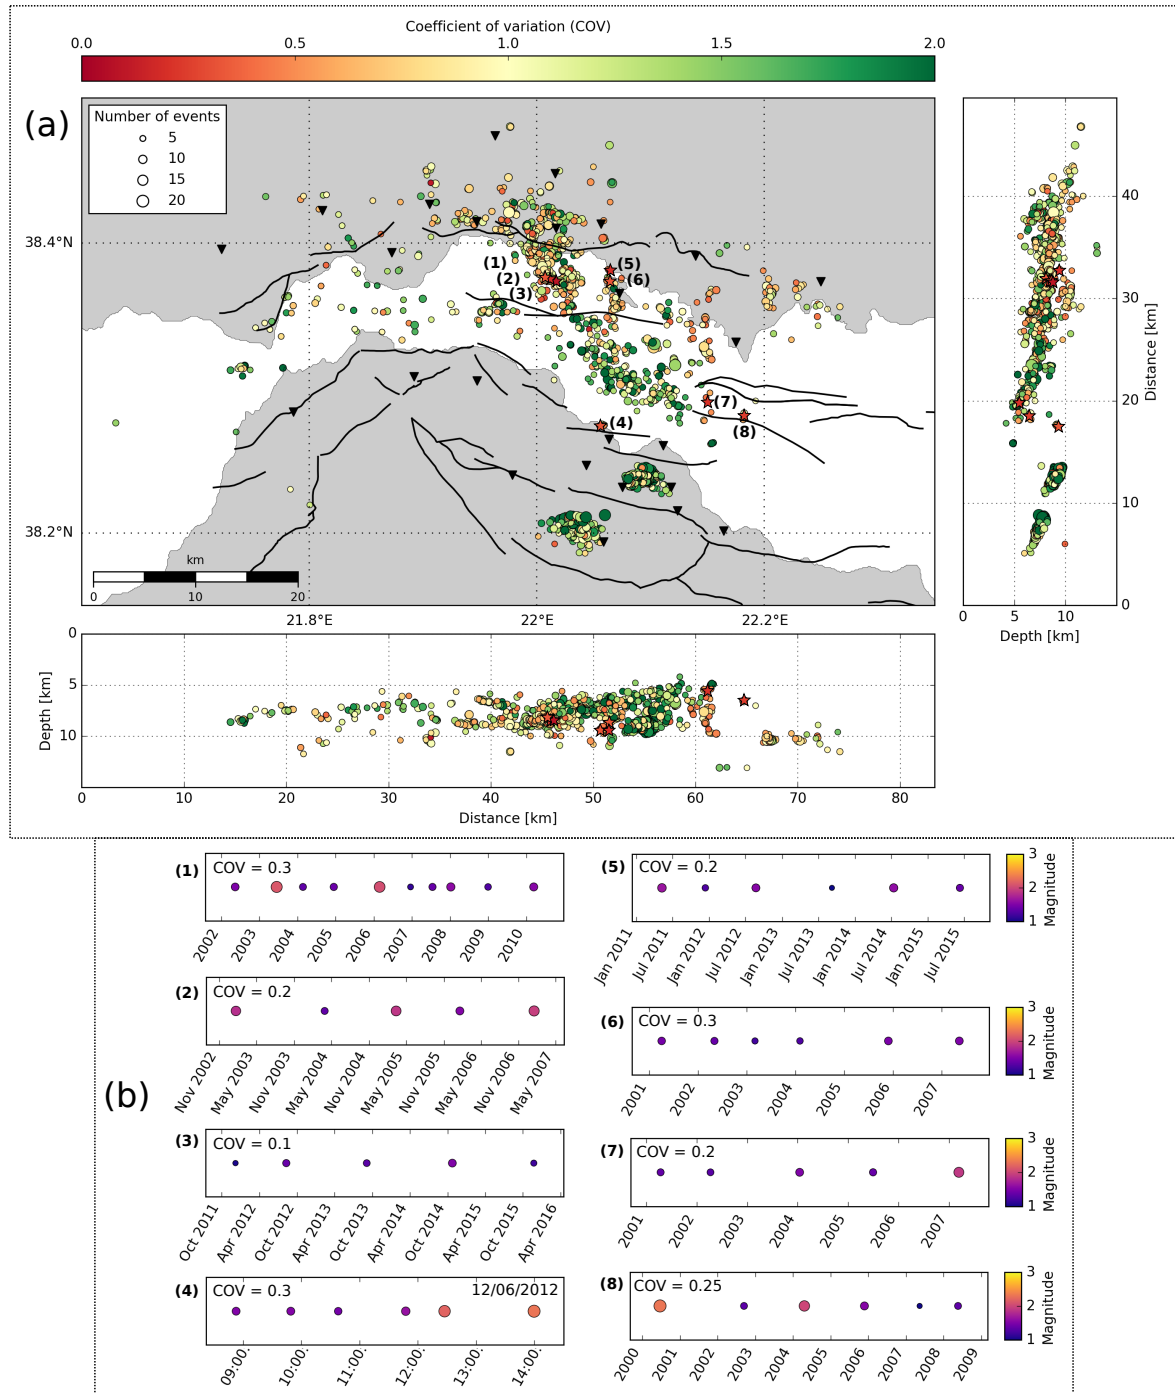 Coefficient of variation (COV)
0.0 0.5 1.0 1.5 2.0
(a)
Number of events
5
10
15
20
38.4°N
38.2°N
(1)
(2)
(3)
(5)
(6)
(7)
(4)
(8)
km
0 10 20
21.8°E 22°E 22.2°E
40
30
20
10
0
Distance [km]
0 5 10
Depth [km]
0
5
10
Depth [km]
0 10 20 30 40 50 60 70 80
Distance [km]
(b)
(1) COV = 0.3
2002 2003 2004 2005 2006 2007 2008 2009 2010
(2) COV = 0.2
Nov 2002 May 2003 Nov 2003 May 2004 Nov 2004 May 2005 Nov 2005 May 2006 Nov 2006 May 2007
(3) COV = 0.1
Oct 2011 Apr 2012 Oct 2012 Apr 2013 Oct 2013 Apr 2014 Oct 2014 Apr 2015 Oct 2015 Apr 2016
(4) COV = 0.3 12/06/2012
09:00. 10:00. 11:00. 12:00. 13:00. 14:00.
(5) COV = 0.2
Jan 2011 Jul 2011 Jan 2012 Jul 2012 Jan 2013 Jul 2013 Jan 2014 Jul 2014 Jan 2015 Jul 2015
3
2
1
Magnitude
(6) COV = 0.3
2001 2002 2003 2004 2005 2006 2007
3
2
1
Magnitude
(7) COV = 0.2
2001 2002 2003 2004 2005 2006 2007
3
2
1
Magnitude
(8) COV = 0.25
2000 2001 2002 2003 2004 2005 2006 2007 2008 2009
3
2
1
Magnitude